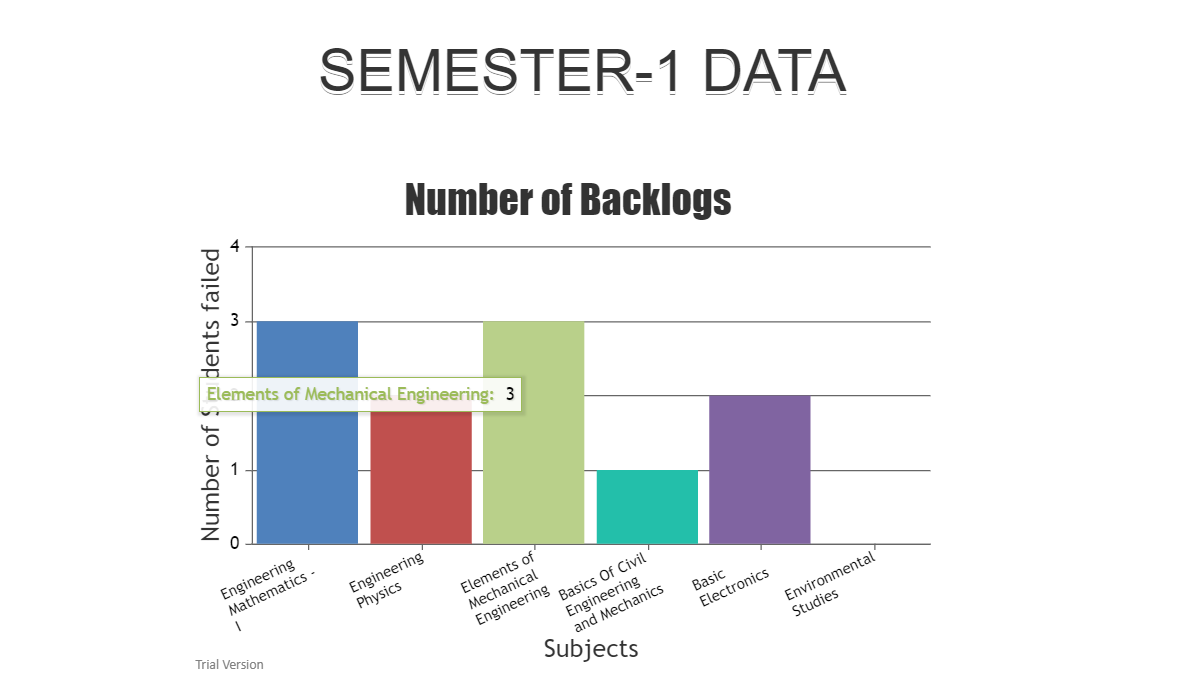 SEMESTER-1 DATA
Number of Backlogs
Number of Students failed
4
3
Elements of Mechanical Engineering: 3
1
0
Engineering
Mathematics -
I
Engineering
Physics
Elements of
Mechanical
Engineering
Basics Of Civil
Engineering
and Mechanics
Basic
Electronics
Environmental
Studies
Subjects
Trial Version